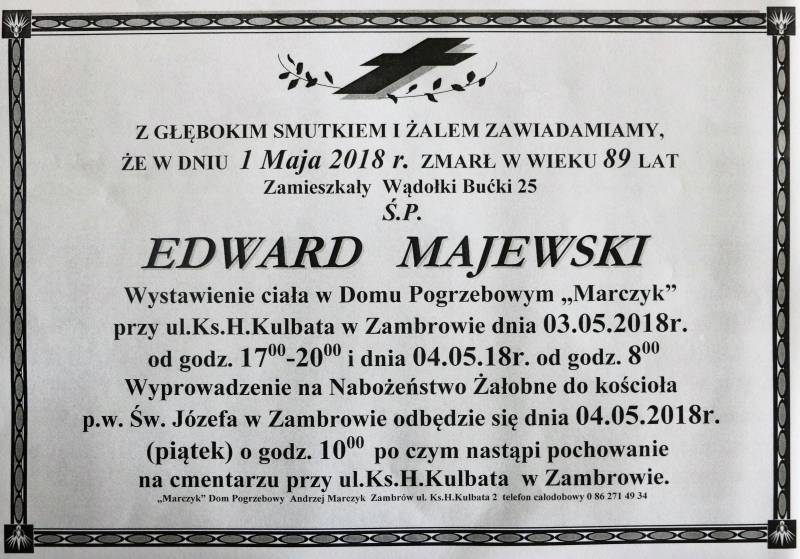 Z GŁĘBOKIM SMUTKIEM I ŻALEM ZAWIADAMIAMY,
ŻE W DNIU 1 Maja 2018 r. ZMARŁ W WIEKU 89 LAT
Zamieszkały Wądołki Bućki 25
Ś.P.
EDWARD MAJEWSKI
Wystawienie ciała w Domu Pogrzebowym „Marczyk”
przy ul.Ks.H.Kulbata w Zambrowie dnia 03.05.2018r.
od godz. 17⁰⁰-20⁰⁰ i dnia 04.05.18r. od godz. 8⁰⁰
Wyprowadzenie na Nabożeństwo Żałobne do kościoła
p.w. Św. Józefa w Zambrowie odbędzie się dnia 04.05.2018r.
(piątek) o godz. 10⁰⁰ po czym nastąpi pochowanie
na cmentarzu przy ul.Ks.H.Kulbata w Zambrowie.
„Marczyk” Dom Pogrzebowy Andrzej Marczyk Zambrów ul. Ks.H.Kulbata 2 telefon całodobowy 0 86 271 49 34